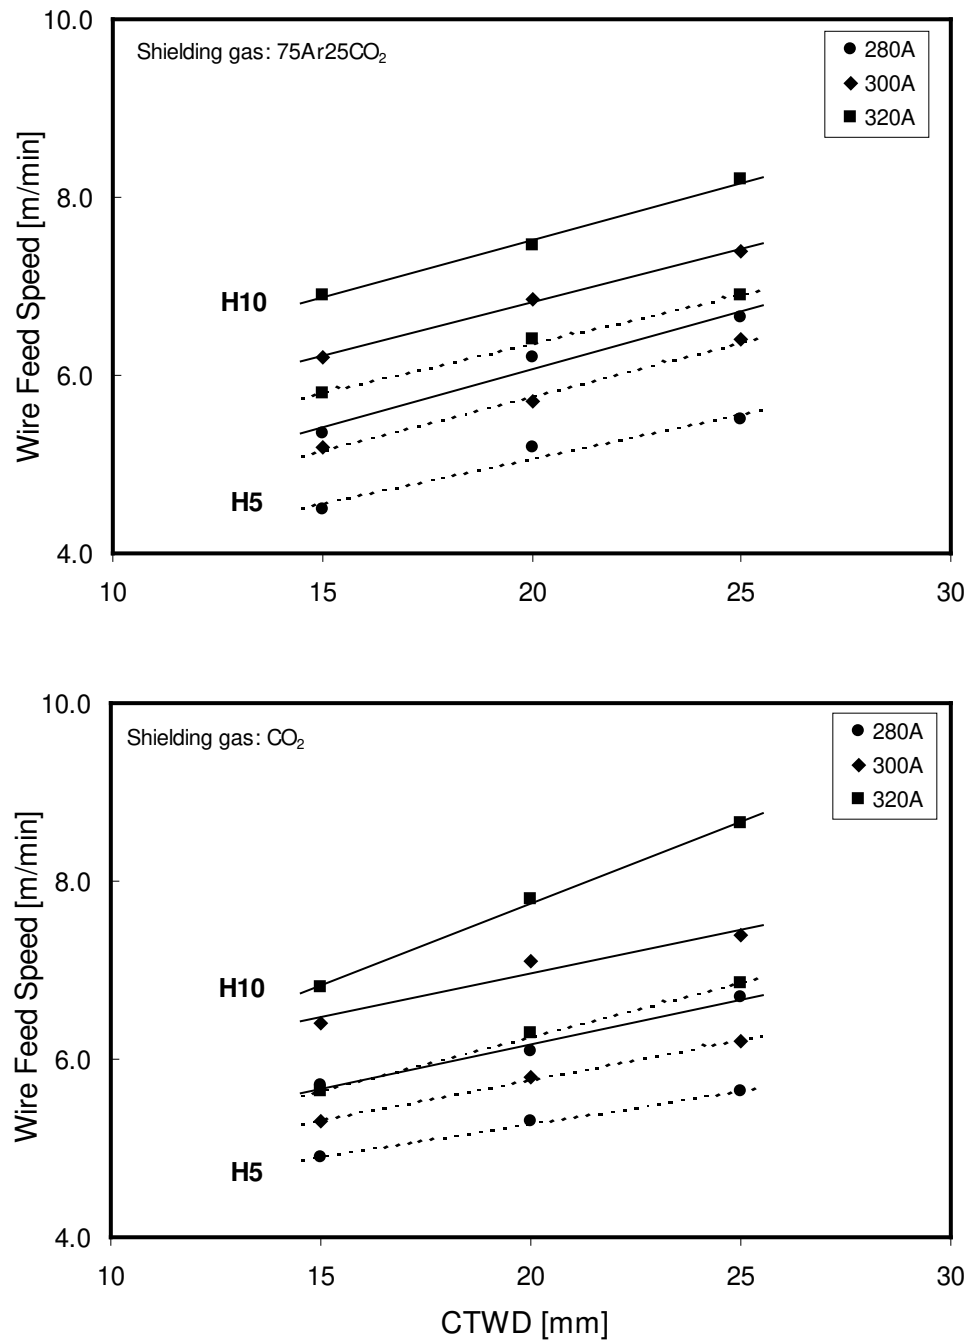 10.0
Shielding gas: 75Ar25CO₂
280A
300A
320A
Wire Feed Speed [m/min]
8.0
H10
6.0
H5
4.0
10 15 20 25 30
10.0
Shielding gas: CO₂
280A
300A
320A
Wire Feed Speed [m/min]
8.0
H10
6.0
H5
4.0
10 15 20 25 30
CTWD [mm]